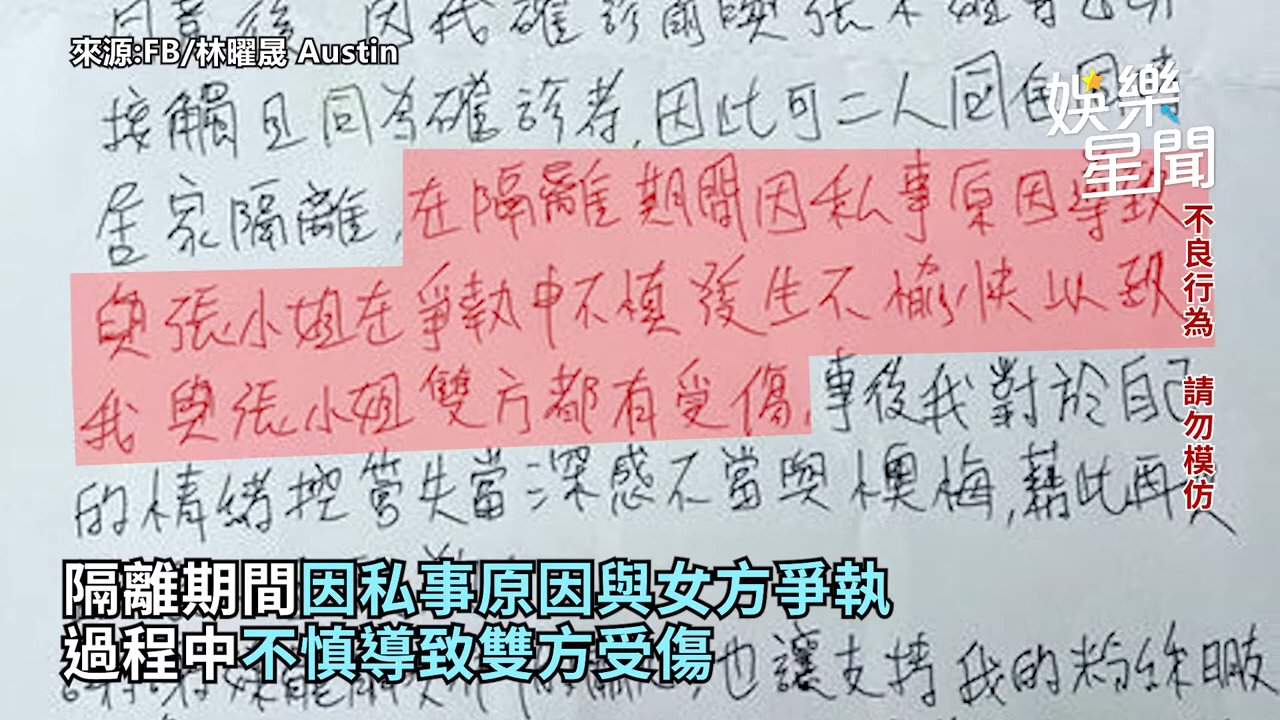 來源:FB/林曜晟 Austin
娛樂
星聞
接觸且同為確診者,因此可二人回
居家隔離,在隔離期間因私事原因導致
與張小姐在爭執中不慎發生不愉快以致
我與張小姐雙方都有受傷,事後我對於自己
的情緒控管失當深感不當與懊悔,藉此再
不良行為 請勿模仿
隔離期間因私事原因與女方爭執
過程中不慎導致雙方受傷
也讓支持我的粉絲朋友